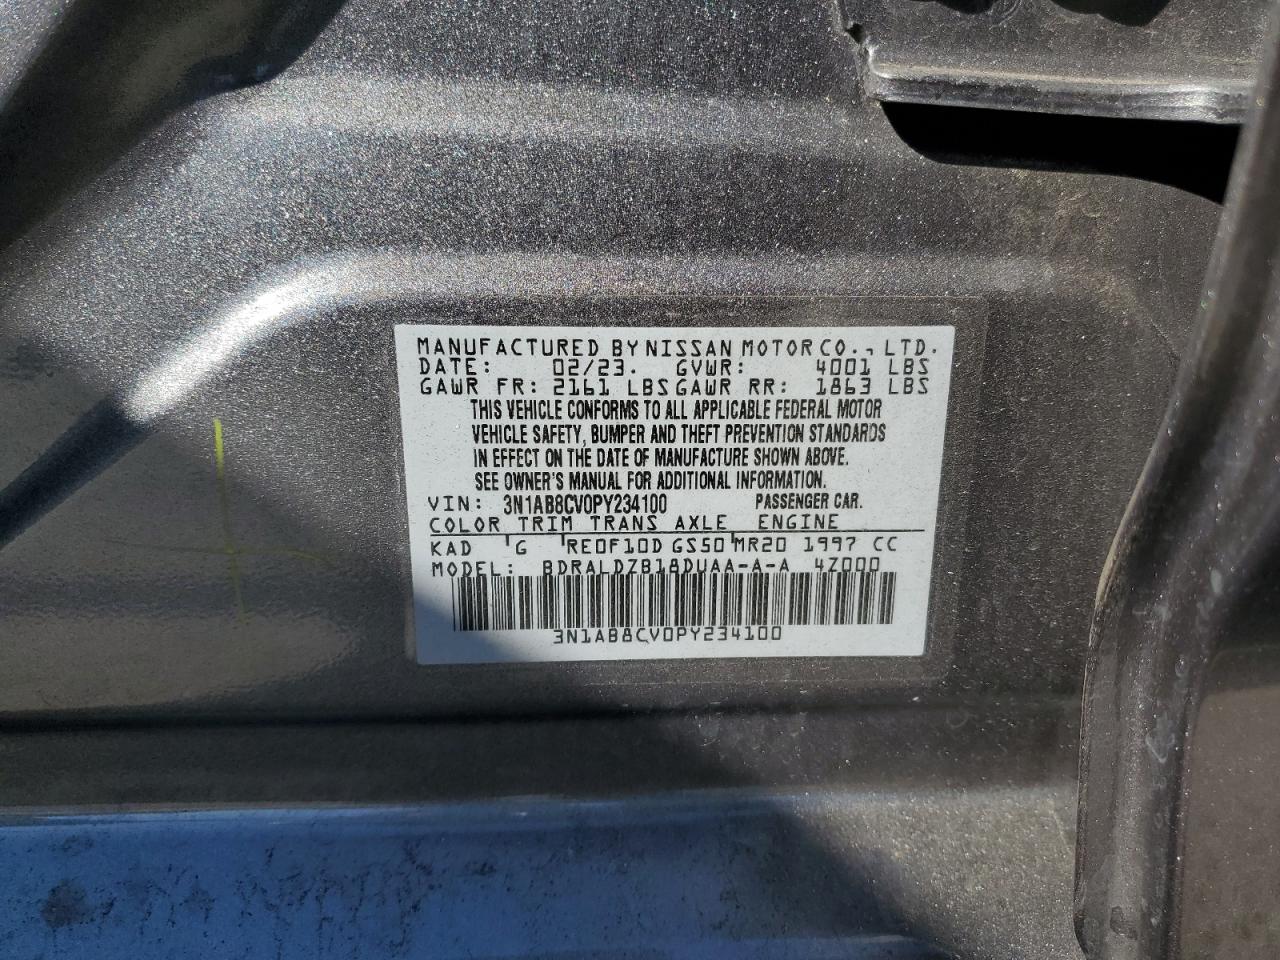 MANUFACTURED BY NISSAN MOTOR CO., LTD.
DATE: 02/23. GVWR: 4001 LBS
GAWR FR: 2161 LBS GAWR RR: 1863 LBS
THIS VEHICLE CONFORMS TO ALL APPLICABLE FEDERAL MOTOR
VEHICLE SAFETY, BUMPER AND THEFT PREVENTION STANDARDS
IN EFFECT ON THE DATE OF MANUFACTURE SHOWN ABOVE.
SEE OWNER'S MANUAL FOR ADDITIONAL INFORMATION.
VIN: 3N1AB8CV0PY234100 PASSENGER CAR.
COLOR TRIM TRANS AXLE ENGINE
KAD G RE0F10D GS50 MR20 1997 CC
MODEL: BDRALDZB18DUAA-A-A 4Z000
3N1AB8CV0PY234100